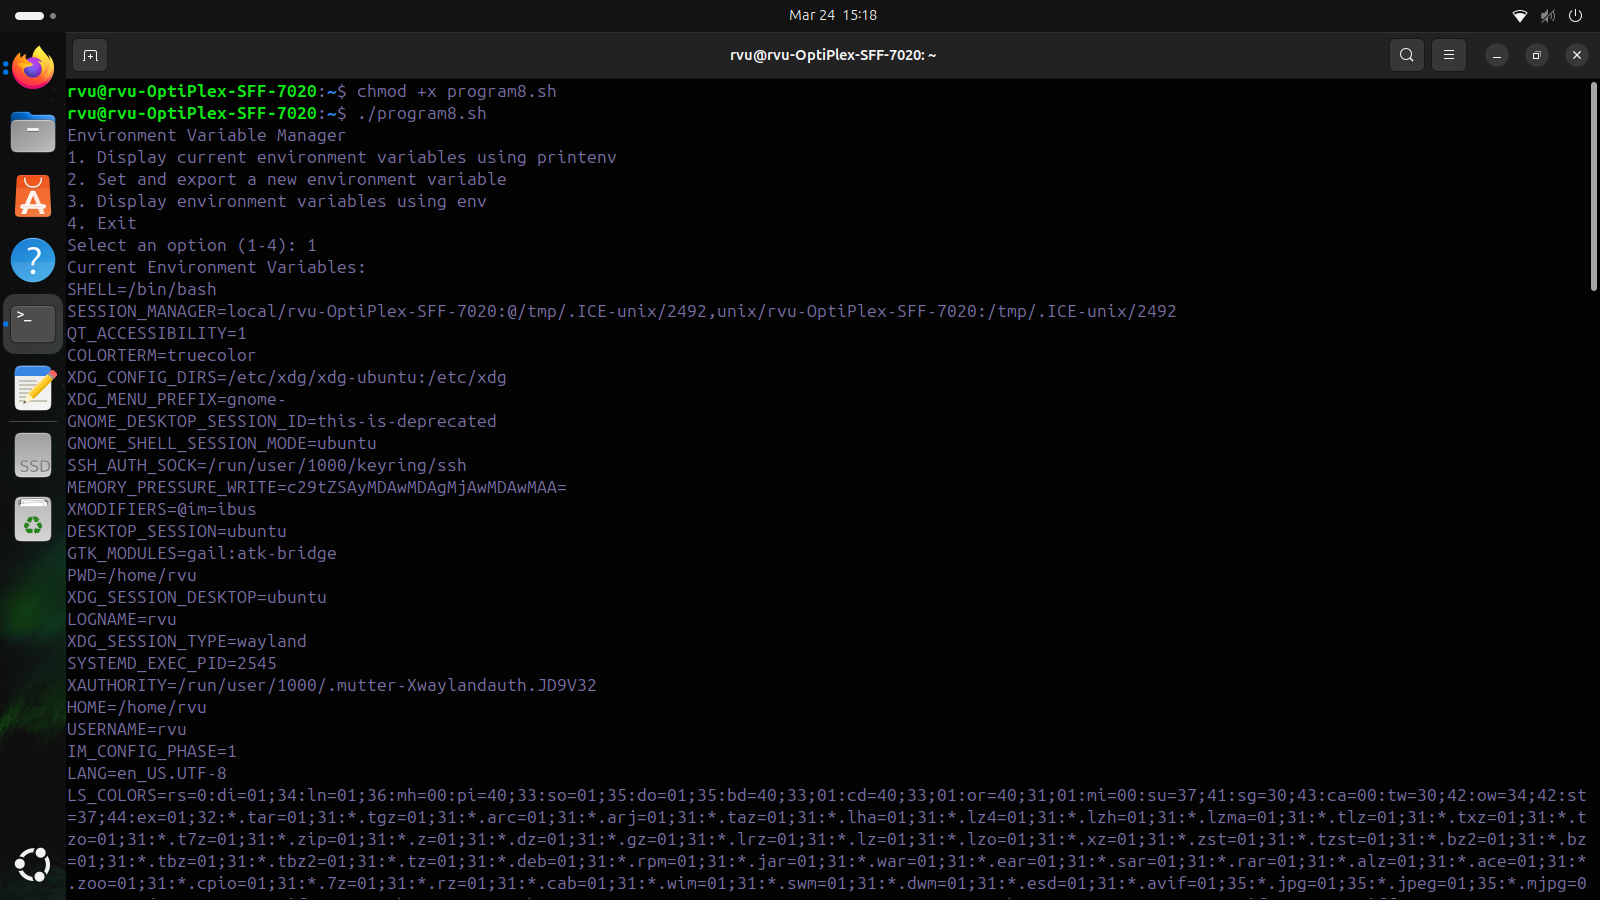 Mar 24 15:18
rvu@rvu-OptiPlex-SFF-7020: ~
rvu@rvu-OptiPlex-SFF-7020:~$ chmod +x program8.sh
rvu@rvu-OptiPlex-SFF-7020:~$ ./program8.sh
Environment Variable Manager
1. Display current environment variables using printenv
2. Set and export a new environment variable
3. Display environment variables using env
4. Exit
Select an option (1-4): 1
Current Environment Variables:
SHELL=/bin/bash
SESSION_MANAGER=local/rvu-OptiPlex-SFF-7020:@/tmp/.ICE-unix/2492,unix/rvu-OptiPlex-SFF-7020:/tmp/.ICE-unix/2492
QT_ACCESSIBILITY=1
COLORTERM=truecolor
XDG_CONFIG_DIRS=/etc/xdg/xdg-ubuntu:/etc/xdg
XDG_MENU_PREFIX=gnome-
GNOME_DESKTOP_SESSION_ID=this-is-deprecated
GNOME_SHELL_SESSION_MODE=ubuntu
SSH_AUTH_SOCK=/run/user/1000/keyring/ssh
MEMORY_PRESSURE_WRITE=c29tZSAyMDAwMDAgMjAwMDAwMAA=
XMODIFIERS=@im=ibus
DESKTOP_SESSION=ubuntu
GTK_MODULES=gail:atk-bridge
PWD=/home/rvu
XDG_SESSION_DESKTOP=ubuntu
LOGNAME=rvu
XDG_SESSION_TYPE=wayland
SYSTEMD_EXEC_PID=2545
XAUTHORITY=/run/user/1000/.mutter-Xwaylandauth.JD9V32
HOME=/home/rvu
USERNAME=rvu
IM_CONFIG_PHASE=1
LANG=en_US.UTF-8
LS_COLORS=rs=0:di=01;34:ln=01;36:mh=00:pi=40;33:so=01;35:do=01;35:bd=40;33;01:cd=40;33;01:or=40;31;01:mi=00:su=37;41:sg=30;43:ca=00:tw=30;42:ow=34;42:st
=37;44:ex=01;32:*.tar=01;31:*.tgz=01;31:*.arc=01;31:*.arj=01;31:*.taz=01;31:*.lha=01;31:*.lz4=01;31:*.lzh=01;31:*.lzma=01;31:*.tlz=01;31:*.txz=01;31:*.t
zo=01;31:*.t7z=01;31:*.zip=01;31:*.z=01;31:*.dz=01;31:*.gz=01;31:*.lrz=01;31:*.lz=01;31:*.lzo=01;31:*.xz=01;31:*.zst=01;31:*.tzst=01;31:*.bz2=01;31:*.bz
=01;31:*.tbz=01;31:*.tbz2=01;31:*.tz=01;31:*.deb=01;31:*.rpm=01;31:*.jar=01;31:*.war=01;31:*.ear=01;31:*.sar=01;31:*.rar=01;31:*.alz=01;31:*.ace=01;31:*
.zoo=01;31:*.cpio=01;31:*.7z=01;31:*.rz=01;31:*.cab=01;31:*.wim=01;31:*.swm=01;31:*.dwm=01;31:*.esd=01;31:*.avif=01;35:*.jpg=01;35:*.jpeg=01;35:*.mjpg=0
SSD